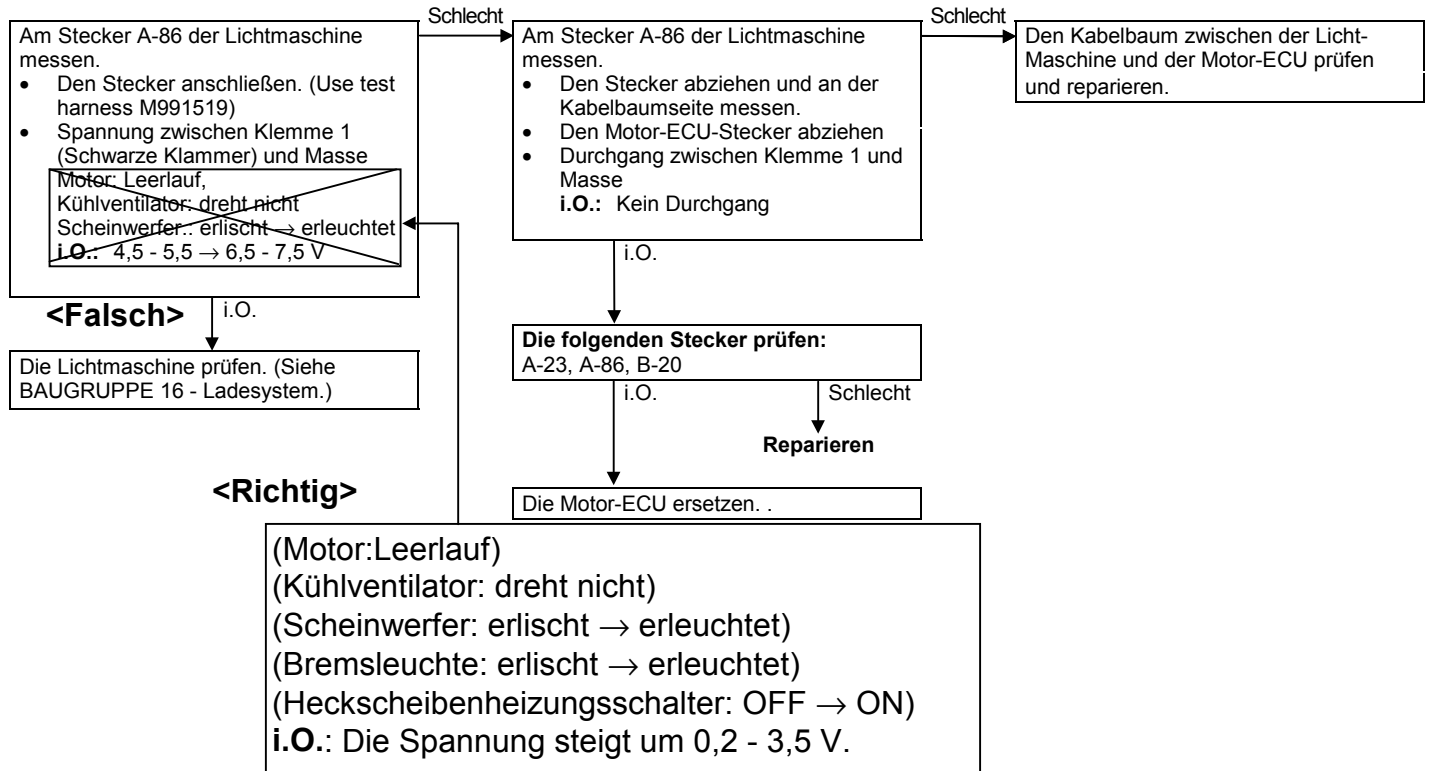 Schlecht
Am Stecker A-86 der Lichtmaschine
messen.
• Den Stecker anschließen. (Use test
harness M991519)
• Spannung zwischen Klemme 1
(Schwarze Klammer) und Masse
Motor: Leerlauf,
Kühlventilator: dreht nicht
Scheinwerfer.: erlischt → erleuchtet
i.O.: 4,5 - 5,5 → 6,5 - 7,5 V
<Falsch>
i.O.
Die Lichtmaschine prüfen. (Siehe
BAUGRUPPE 16 - Ladesystem.)
Am Stecker A-86 der Lichtmaschine
messen.
• Den Stecker abziehen und an der
Kabelbaumseite messen.
• Den Motor-ECU-Stecker abziehen
• Durchgang zwischen Klemme 1 und
Masse
i.O.: Kein Durchgang
Schlecht
Den Kabelbaum zwischen der Licht-
Maschine und der Motor-ECU prüfen
und reparieren.
i.O.
Die folgenden Stecker prüfen:
A-23, A-86, B-20
i.O.
Schlecht
Reparieren
Die Motor-ECU ersetzen. .
<Richtig>
(Motor:Leerlauf)
(Kühlventilator: dreht nicht)
(Scheinwerfer: erlischt → erleuchtet)
(Bremsleuchte: erlischt → erleuchtet)
(Heckscheibenheizungsschalter: OFF → ON)
i.O.: Die Spannung steigt um 0,2 - 3,5 V.